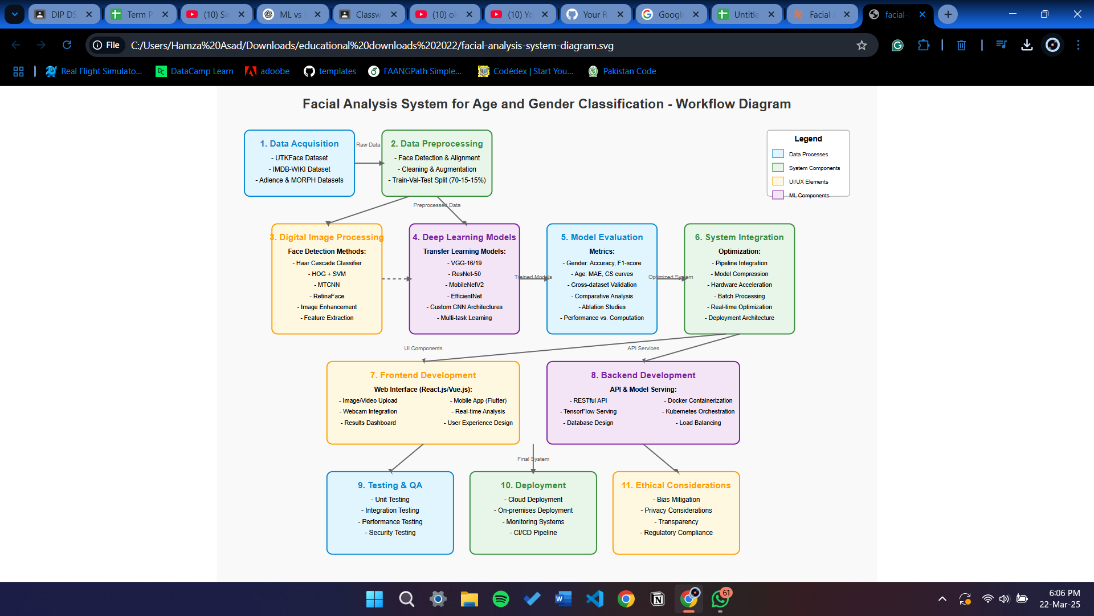 DIP DS
Term P
(10) Si
ML vs
Classw
(10) ol
(10) Yo
Your R
Google
Untitle
Facial
facial-
File
C:/Users/Hamza%20Asad/Downloads/educational%20downloads%202022/facial-analysis-system-diagram.svg
Real Flight Simulato...
DataCamp Learn
adoobe
templates
FAANGPath Simple...
Codédex | Start You...
Pakistan Code
Facial Analysis System for Age and Gender Classification - Workflow Diagram
1. Data Acquisition
- UTKFace Dataset
- IMDB-WIKI Dataset
- Adience & MORPH Datasets
Raw Data
2. Data Preprocessing
- Face Detection & Alignment
- Cleaning & Augmentation
- Train-Val-Test Split (70-15-15%)
Legend
Data Processes
System Components
UI/UX Elements
ML Components
Preprocessed Data
3. Digital Image Processing
Face Detection Methods:
- Haar Cascade Classifier
- HOG + SVM
- MTCNN
- RetinaFace
- Image Enhancement
- Feature Extraction
4. Deep Learning Models
Transfer Learning Models:
- VGG-16/19
- ResNet-50
- MobileNetV2
- EfficientNet
- Custom CNN Architectures
- Multi-task Learning
Trained Models
5. Model Evaluation
Metrics:
- Gender: Accuracy, F1-score
- Age: MAE, CS curves
- Cross-dataset Validation
- Comparative Analysis
- Ablation Studies
- Performance vs. Computation
Optimized System
6. System Integration
Optimization:
- Pipeline Integration
- Model Compression
- Hardware Acceleration
- Batch Processing
- Real-time Optimization
- Deployment Architecture
UI Components
API Services
7. Frontend Development
Web Interface (React.js/Vue.js):
- Image/Video Upload
- Mobile App (Flutter)
- Webcam Integration
- Real-time Analysis
- Results Dashboard
- User Experience Design
8. Backend Development
API & Model Serving:
- RESTful API
- Docker Containerization
- TensorFlow Serving
- Kubernetes Orchestration
- Database Design
- Load Balancing
Final System
9. Testing & QA
- Unit Testing
- Integration Testing
- Performance Testing
- Security Testing
10. Deployment
- Cloud Deployment
- On-premises Deployment
- Monitoring Systems
- CI/CD Pipeline
11. Ethical Considerations
- Bias Mitigation
- Privacy Considerations
- Transparency
- Regulatory Compliance
61
6:06 PM
22-Mar-25